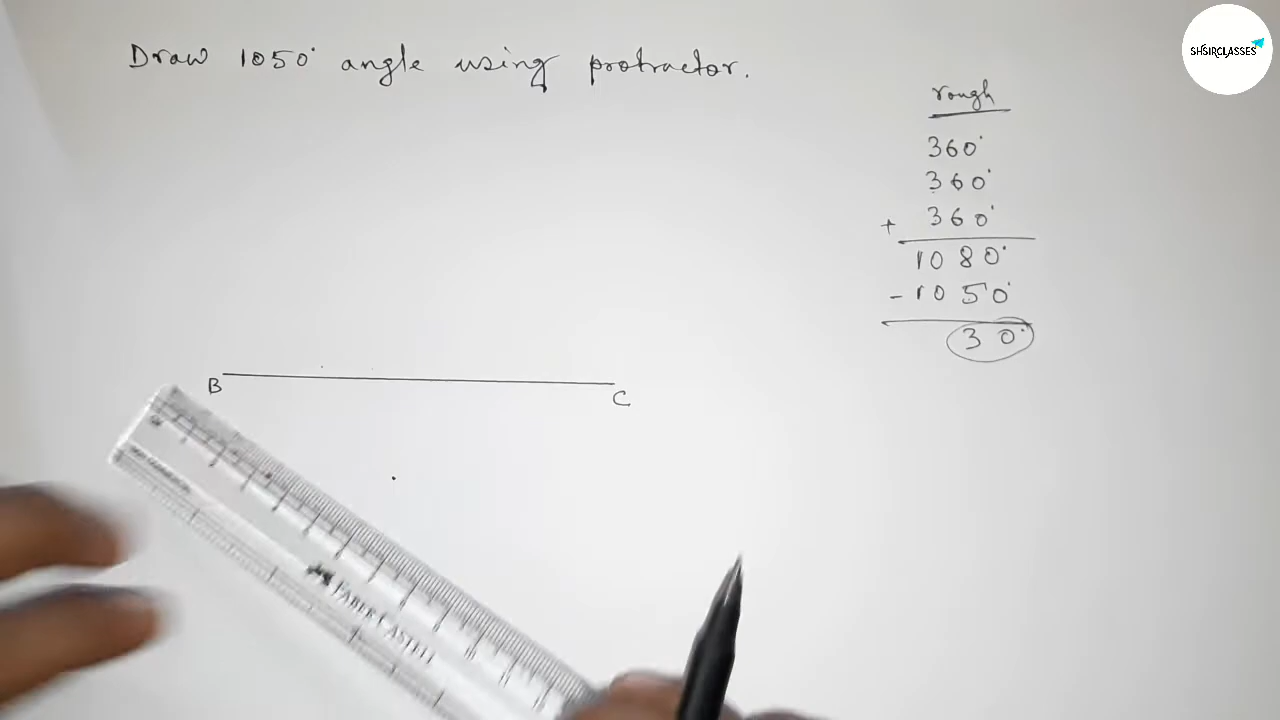 Draw 1050° angle using protractor.
SHSIRCLASSES
rough
360°
360°
+ 360°
1080°
- 1050°
30°
B
C
FABER CASTELL